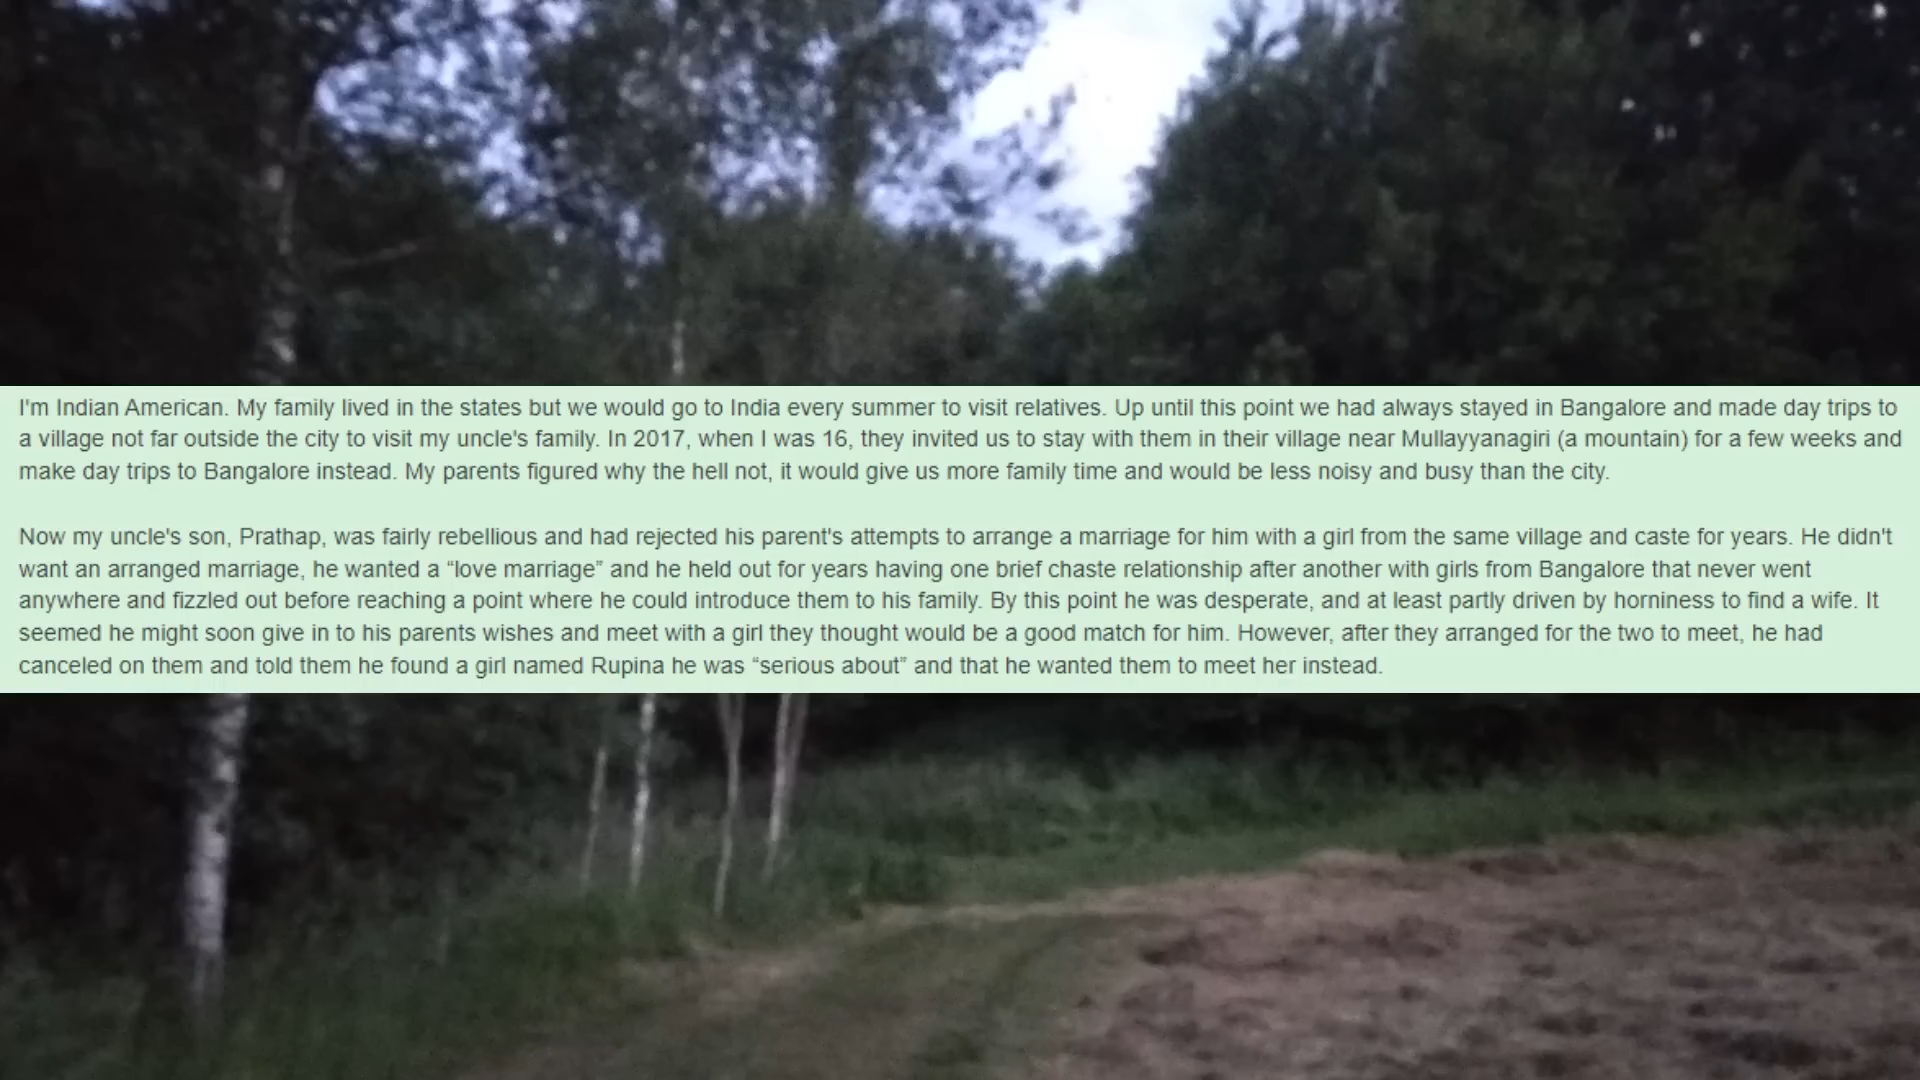 I'm Indian American. My family lived in the states but we would go to India every summer to visit relatives. Up until this point we had always stayed in Bangalore and made day trips to
a village not far outside the city to visit my uncle's family. In 2017, when I was 16, they invited us to stay with them in their village near Mullayyanagiri (a mountain) for a few weeks and
make day trips to Bangalore instead. My parents figured why the hell not, it would give us more family time and would be less noisy and busy than the city.
Now my uncle's son, Prathap, was fairly rebellious and had rejected his parent's attempts to arrange a marriage for him with a girl from the same village and caste for years. He didn't
want an arranged marriage, he wanted a “love marriage” and he held out for years having one brief chaste relationship after another with girls from Bangalore that never went
anywhere and fizzled out before reaching a point where he could introduce them to his family. By this point he was desperate, and at least partly driven by horniness to find a wife. It
seemed he might soon give in to his parents wishes and meet with a girl they thought would be a good match for him. However, after they arranged for the two to meet, he had
canceled on them and told them he found a girl named Rupina he was “serious about” and that he wanted them to meet her instead.